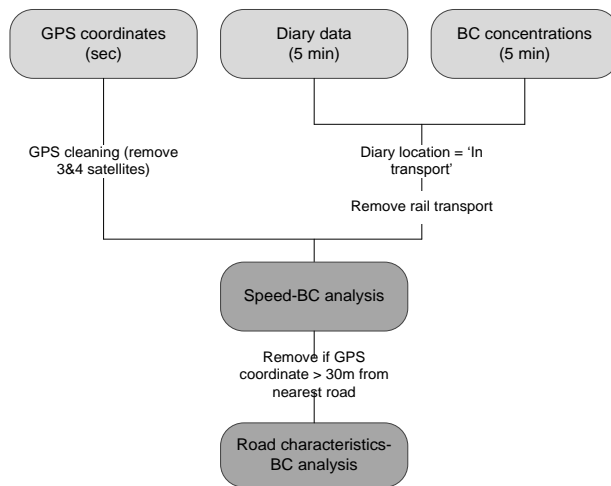 GPS coordinates
(sec)
Diary data
(5 min)
BC concentrations
(5 min)
GPS cleaning (remove
3&4 satellites)
Diary location = ‘In
transport’
Remove rail transport
Speed-BC analysis
Remove if GPS
coordinate > 30m from
nearest road
Road characteristics-
BC analysis